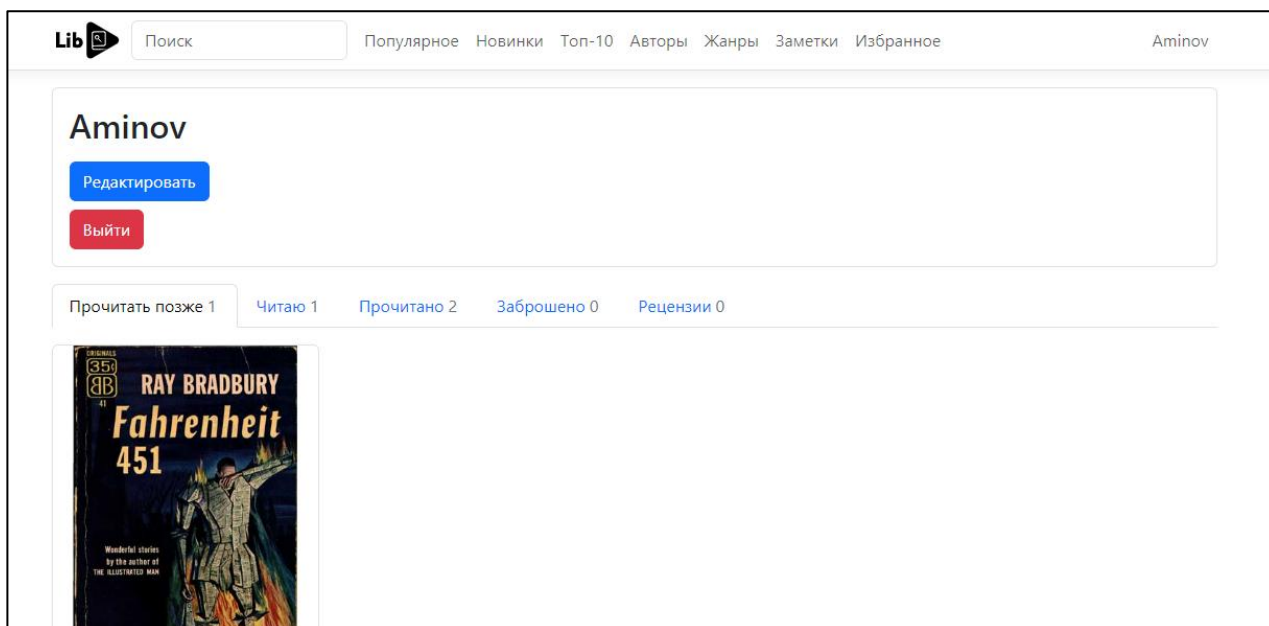 Lib
Поиск
Популярное Новинки Топ-10 Авторы Жанры Заметки Избранное
Aminov
Aminov
Редактировать
Выйти
Прочитать позже 1 Читаю 1 Прочитано 2 Заброшено 0 Рецензии 0
ORIGINALS
35¢
BB
41
RAY BRADBURY
Fahrenheit
451
Wonderful stories
by the author of
THE ILLUSTRATED MAN